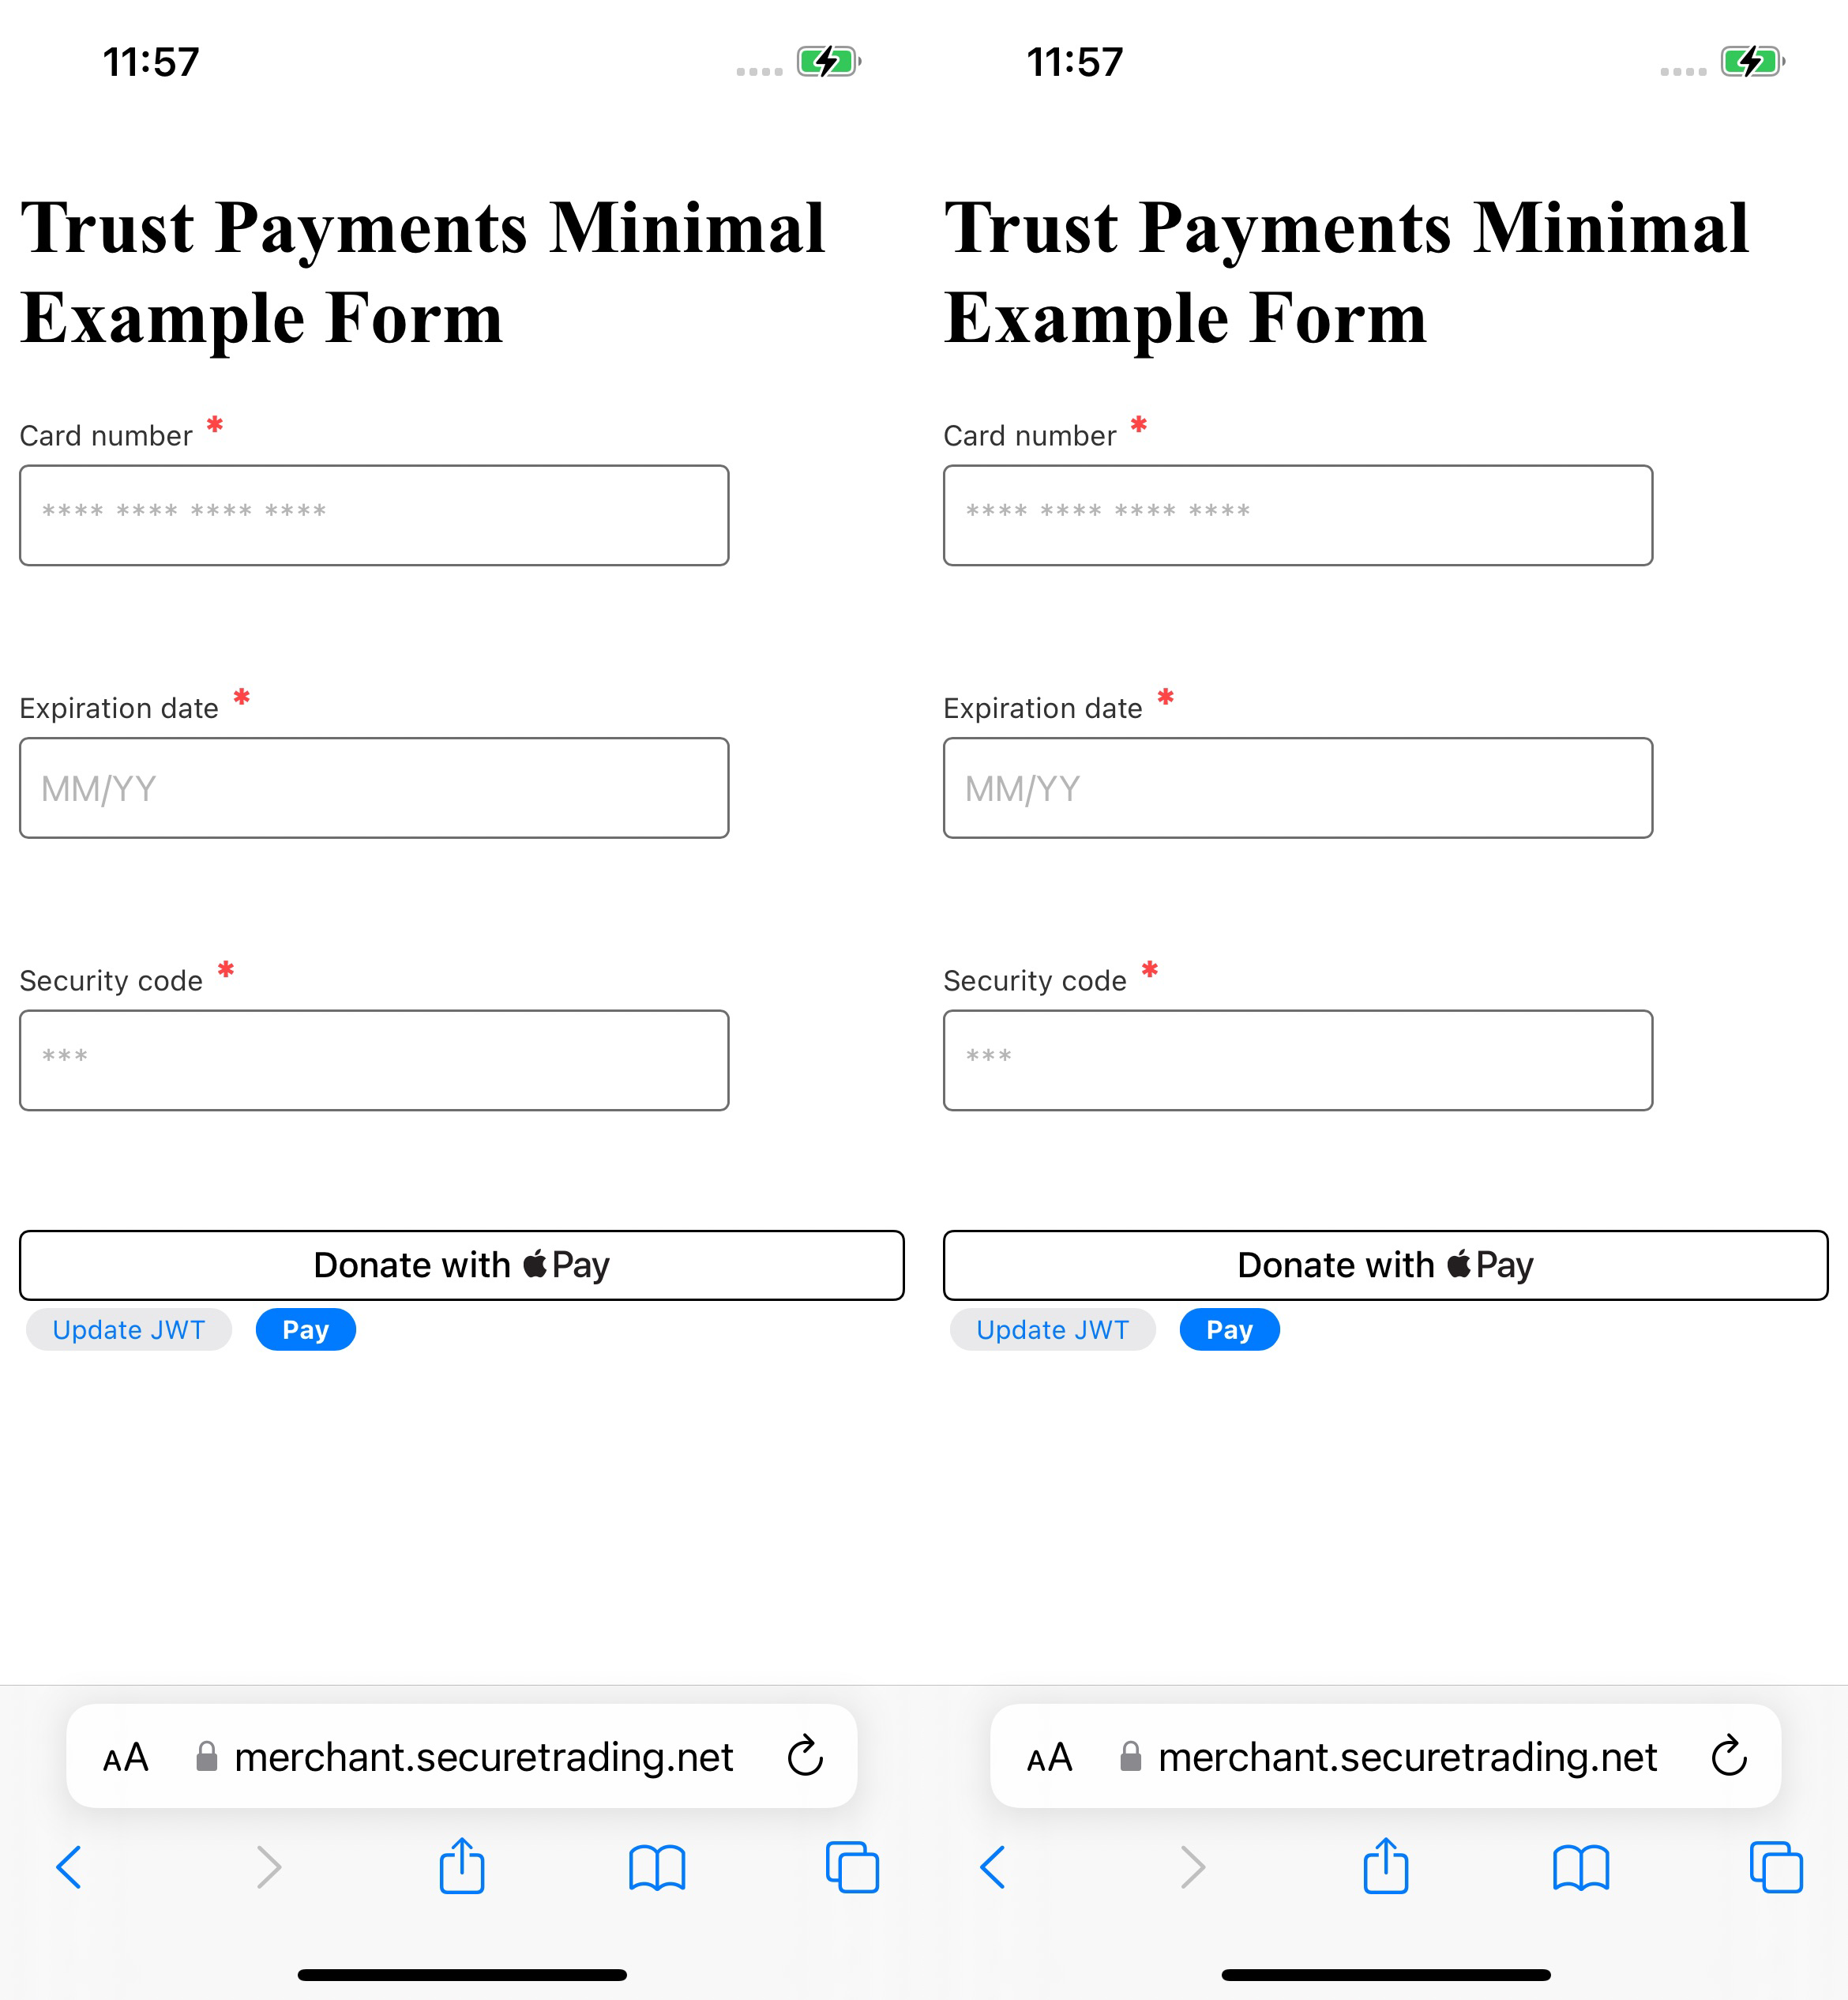 11:57
Trust Payments Minimal
Example Form
Card number *
**** **** **** ****
Expiration date *
MM/YY
Security code *
***
Donate with Pay
Update JWT
Pay
AA
merchant.securetrading.net
11:57
Trust Payments Minimal
Example Form
Card number *
**** **** **** ****
Expiration date *
MM/YY
Security code *
***
Donate with Pay
Update JWT
Pay
AA
merchant.securetrading.net